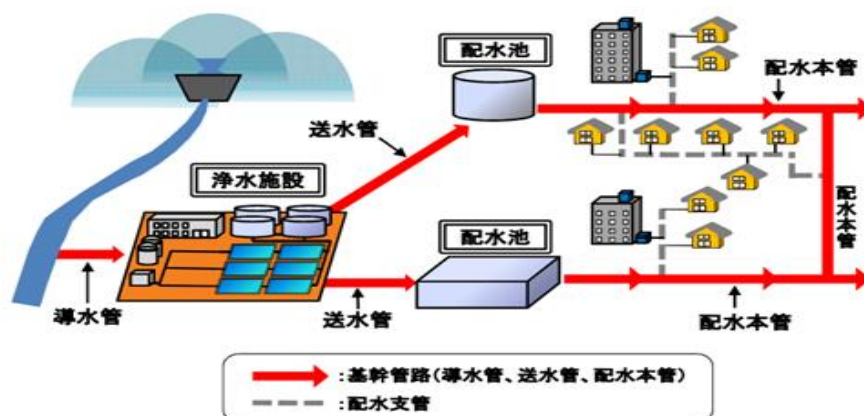 配水池
配水本管
送水管
浄水施設
配水池
配水本管
導水管
送水管
配水本管
:基幹管路(導水管、送水管、配水本管)
:配水支管